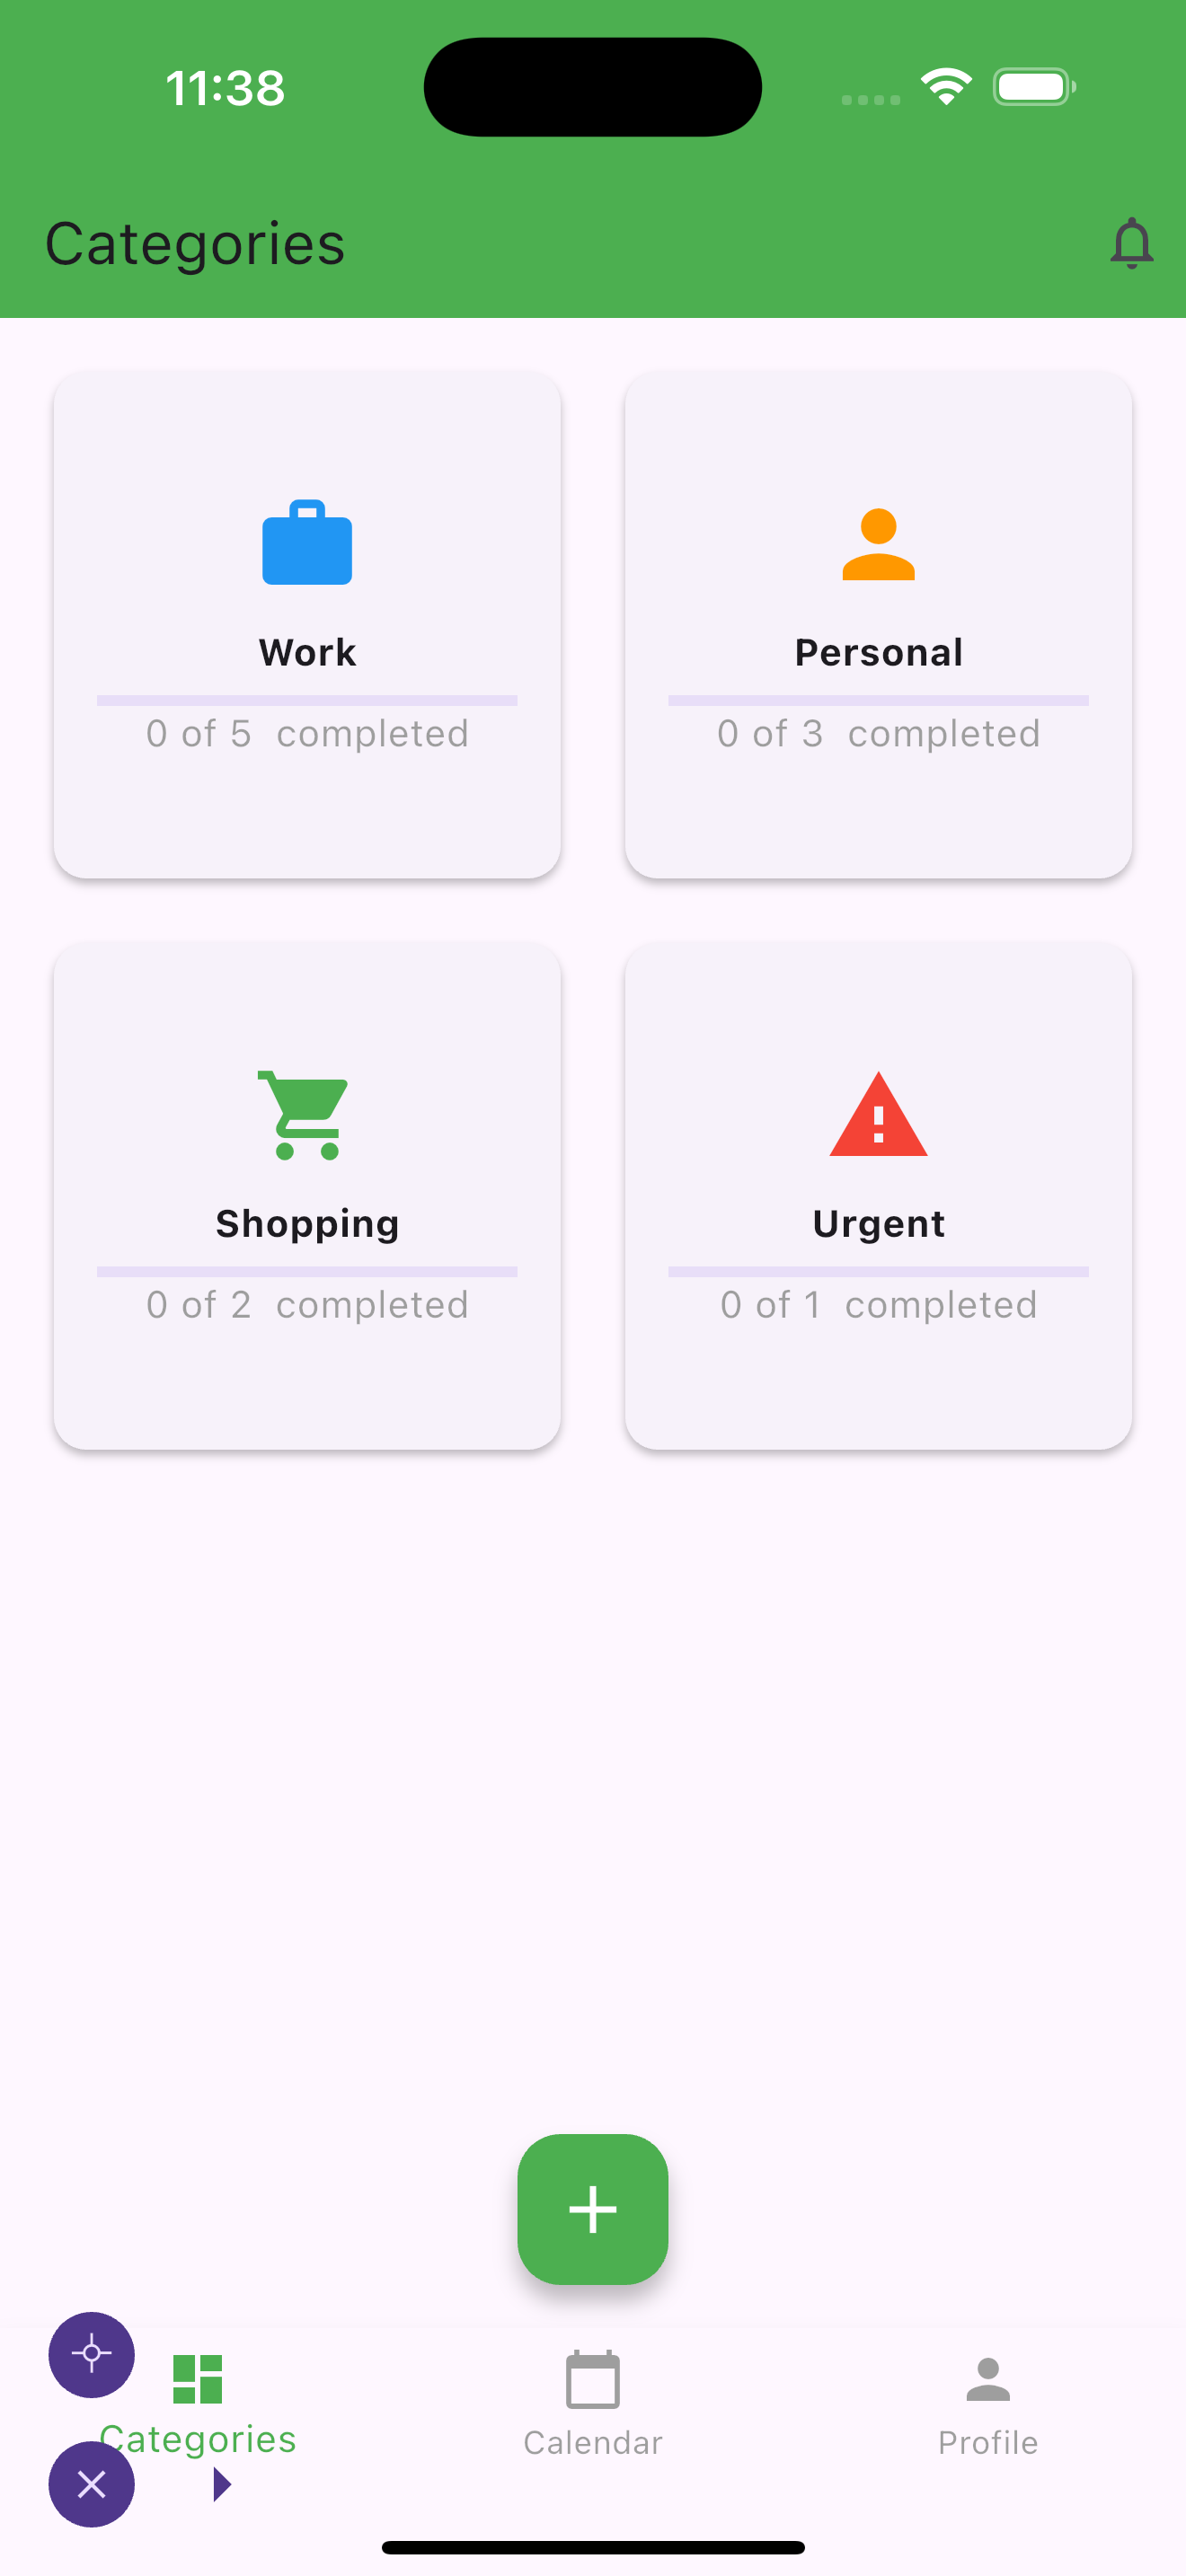 11:38
Categories
Work
0 of 5  completed
Personal
0 of 3  completed
Shopping
0 of 2  completed
Urgent
0 of 1  completed
Categories
Calendar
Profile